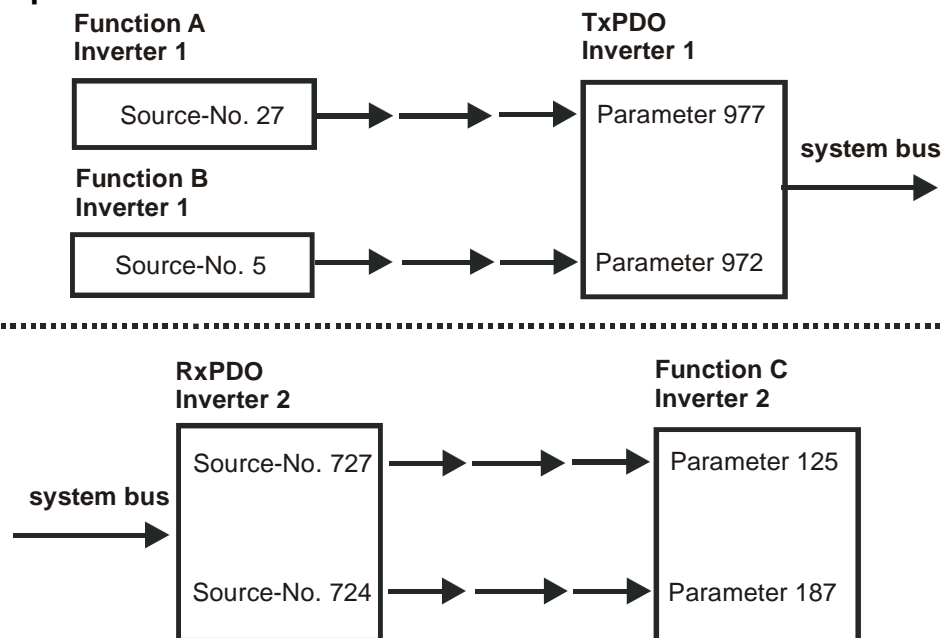 Function A
Inverter 1
Source-No. 27
Function B
Inverter 1
Source-No. 5
TxPDO
Inverter 1
Parameter 977
Parameter 972
system bus
RxPDO
Inverter 2
system bus
Source-No. 727
Source-No. 724
Function C
Inverter 2
Parameter 125
Parameter 187